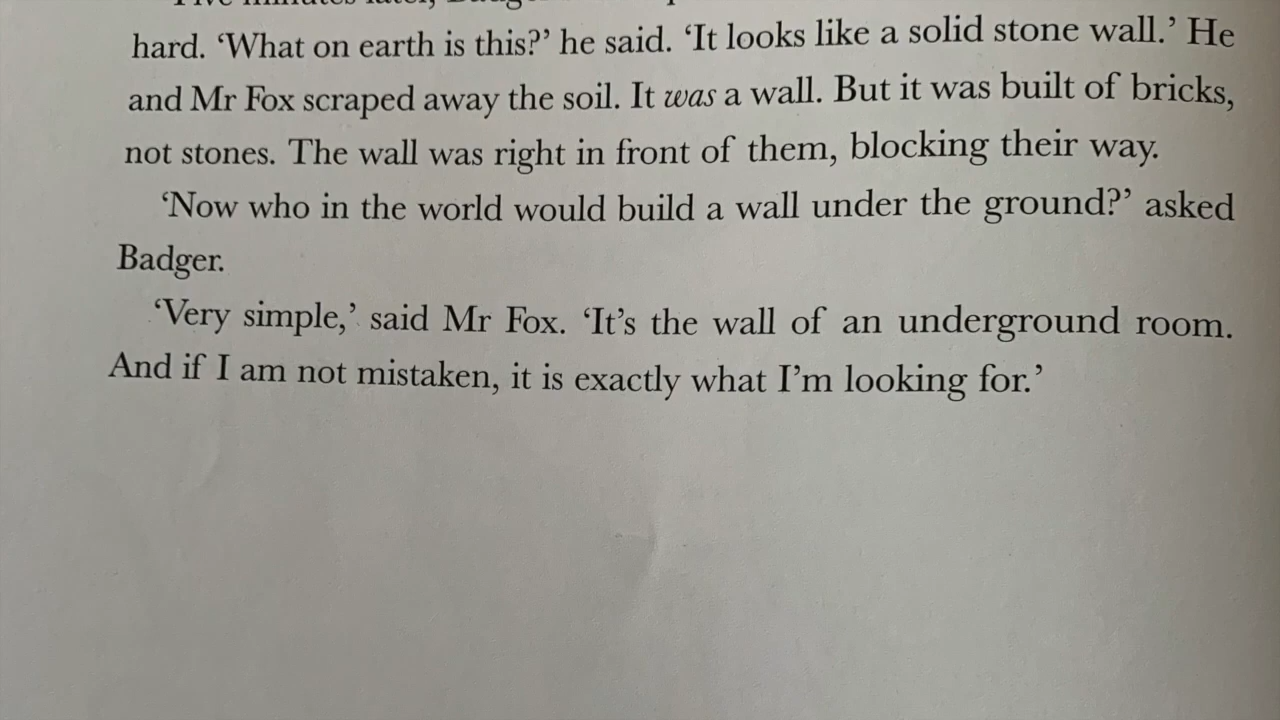 Five minutes later,
hard. ‘What on earth is this?’ he said. ‘It looks like a solid stone wall.’ He
and Mr Fox scraped away the soil. It was a wall. But it was built of bricks,
not stones. The wall was right in front of them, blocking their way.
‘Now who in the world would build a wall under the ground?’ asked
Badger.
‘Very simple,’ said Mr Fox. ‘It’s the wall of an underground room.
And if I am not mistaken, it is exactly what I’m looking for.’